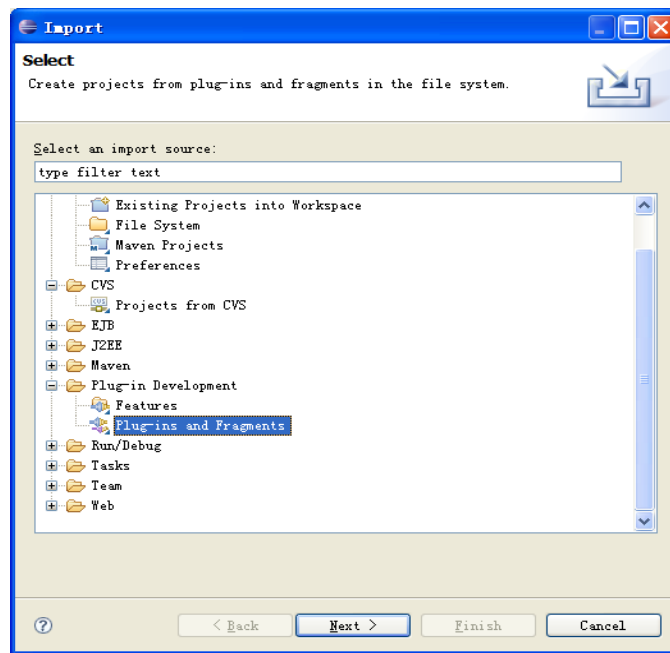 Import
Select
Create projects from plug-ins and fragments in the file system.
Select an import source:
type filter text
Existing Projects into Workspace
File System
Maven Projects
Preferences
CVS
Projects from CVS
EJB
J2EE
Maven
Plug-in Development
Features
Plug-ins and Fragments
Run/Debug
Tasks
Team
Web
< Back Next > Finish Cancel